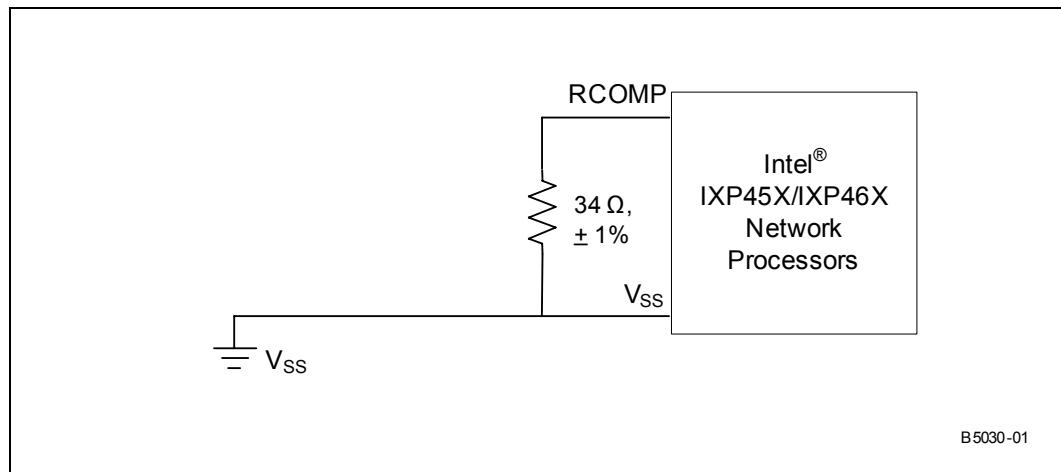 RCOMP
Intel®
IXP45X/IXP46X
Network
Processors
34 Ω,
± 1%
VSS
VSS
B5030-01